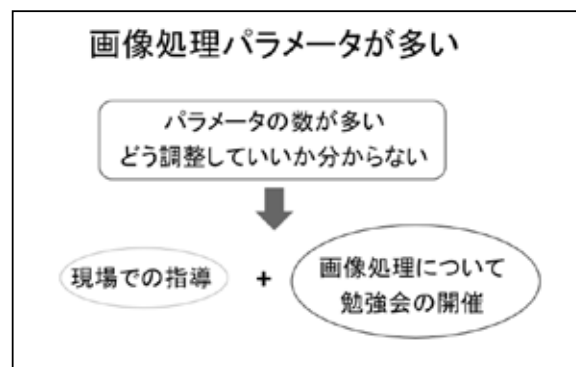 画像処理パラメータが多い
パラメータの数が多い
どう調整していいか分からない
現場での指導
+
画像処理について
勉強会の開催